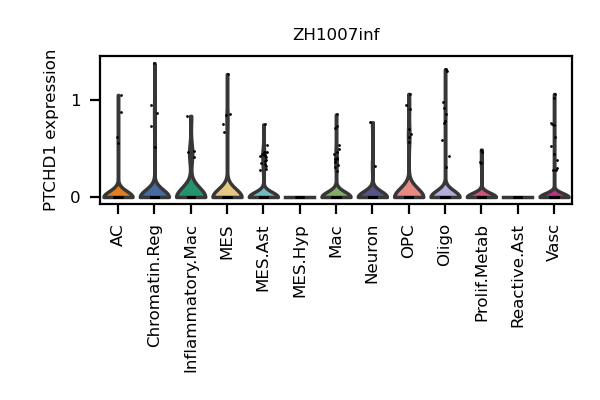 ZH1007inf
PTCHD1 expression
1
0
AC
Chromatin.Reg
Inflammatory.Mac
MES
MES.Ast
MES.Hyp
Mac
Neuron
OPC
Oligo
Prolif.Metab
Reactive.Ast
Vasc